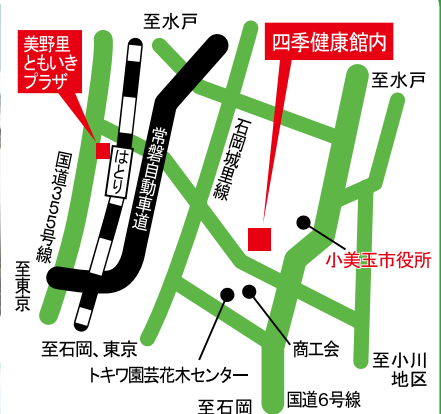 至水戸
美野里
ともいき
プラザ
四季健康館内
至水戸
はとり
常磐自動車道
石岡城里線
国道355号線
小美玉市役所
至東京
至石岡、東京
商工会
トキワ園芸花木センター
至小川
地区
至石岡
国道6号線